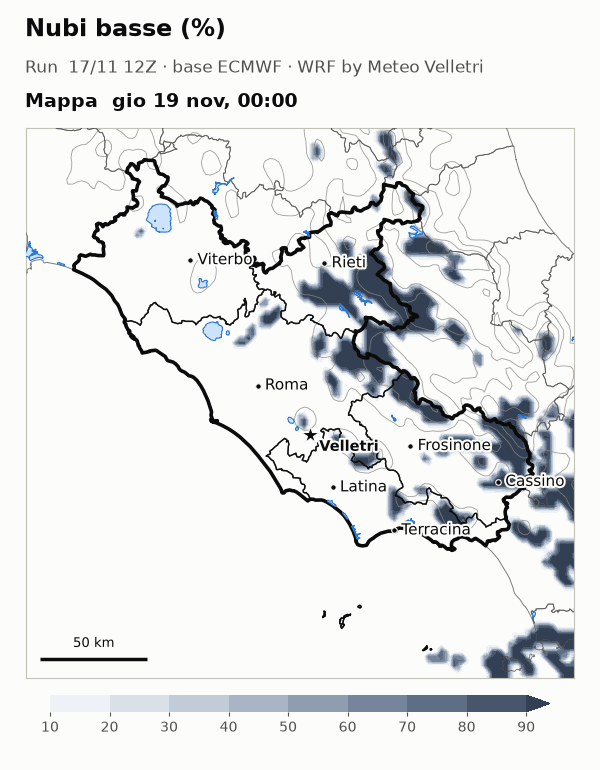 Nubi basse (%)
Run  17/11 12Z · base ECMWF · WRF by Meteo Velletri
Mappa  gio 19 nov, 00:00
Viterbo
Rieti
Roma
Velletri
Frosinone
Latina
Cassino
Terracina
50 km
10 20 30 40 50 60 70 80 90